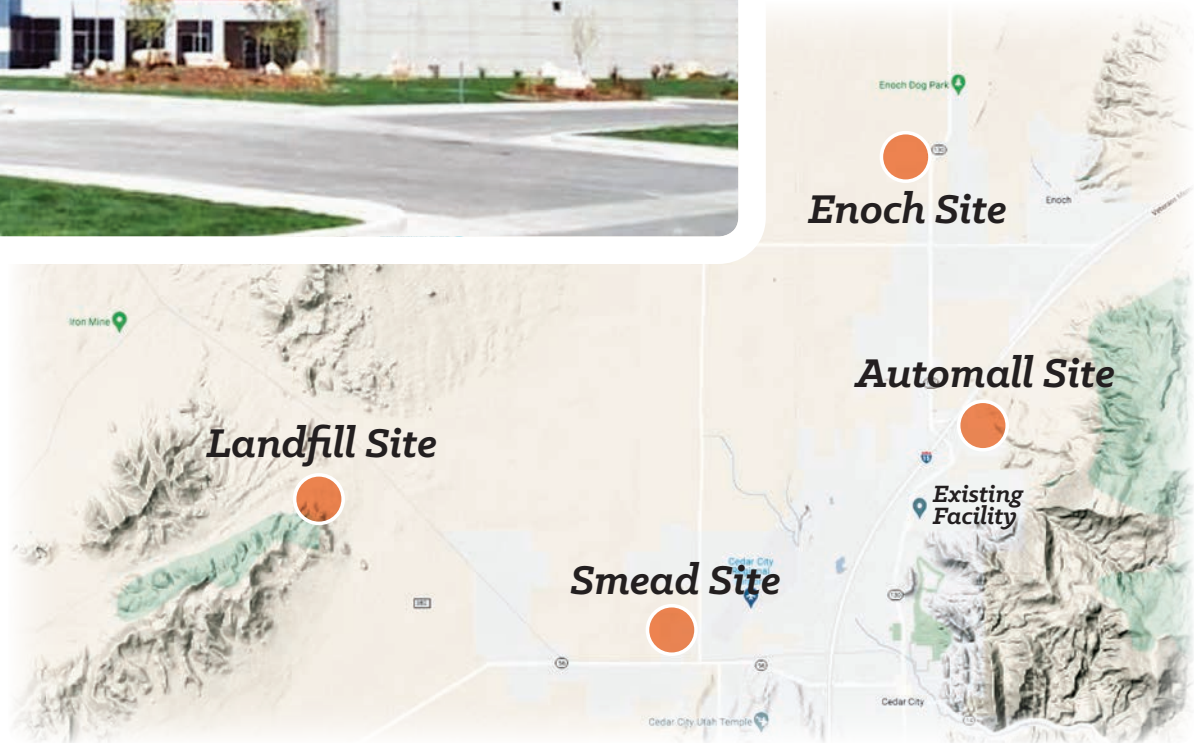 Enoch Dog Park
130
Enoch Site
Enoch
Iron Mine
Automall Site
Landfill Site
15
Existing
Facility
Cedar City
Smead Site
130
56
56
Cedar City
Cedar City Utah Temple